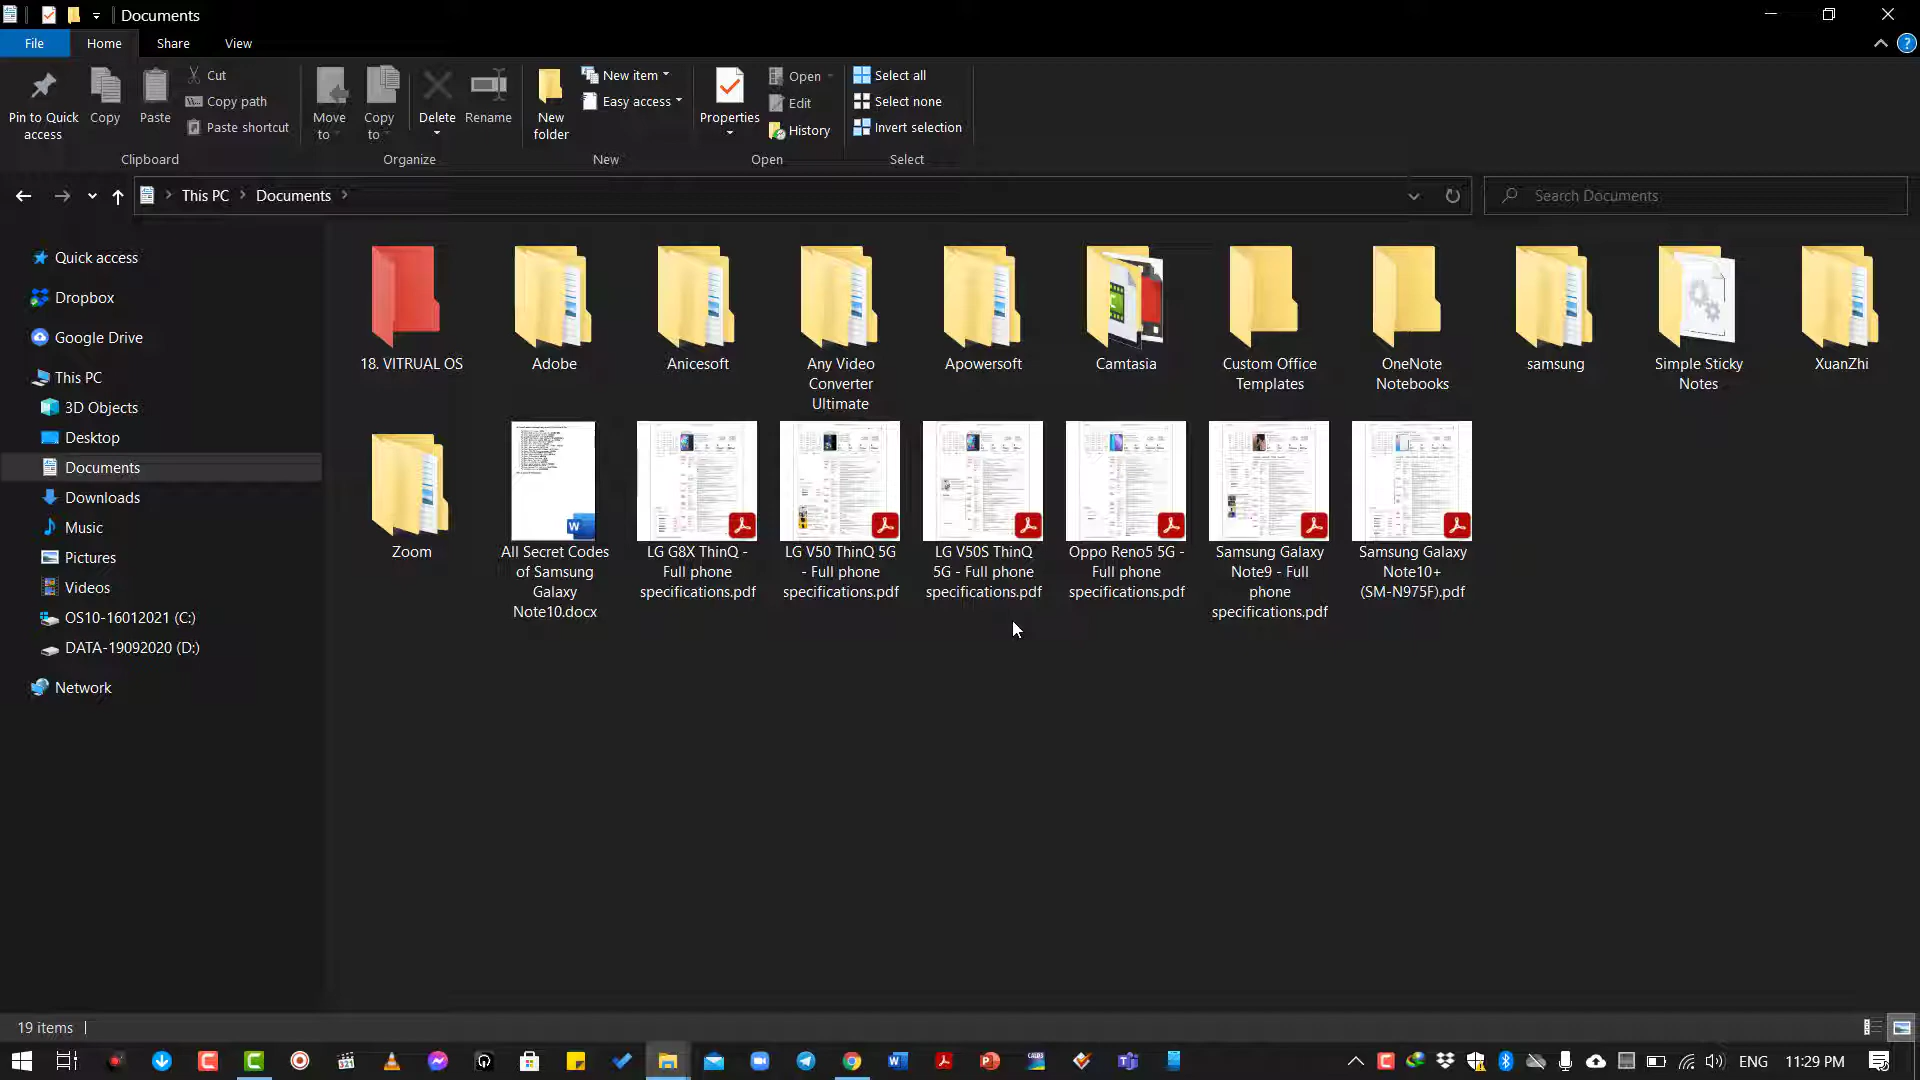 Documents
File
Home
Share
View
Pin to Quick
access
Copy
Paste
Cut
Copy path
Paste shortcut
Clipboard
Move
to
Copy
to
Delete
Rename
Organize
New
folder
New item
Easy access
New
Properties
Open
Edit
History
Open
Select all
Select none
Invert selection
Select
This PC
Documents
Search Documents
Quick access
Dropbox
Google Drive
This PC
3D Objects
Desktop
Documents
Downloads
Music
Pictures
Videos
OS10-16012021 (C:)
DATA-19092020 (D:)
Network
18. VITRUAL OS
Adobe
Anicesoft
Any Video
Converter
Ultimate
Apowersoft
Camtasia
Custom Office
Templates
OneNote
Notebooks
samsung
Simple Sticky
Notes
XuanZhi
Zoom
All Secret Codes
of Samsung
Galaxy
Note10.docx
LG G8X ThinQ -
Full phone
specifications.pdf
LG V50 ThinQ 5G
- Full phone
specifications.pdf
LG V50S ThinQ
5G - Full phone
specifications.pdf
Oppo Reno5 5G -
Full phone
specifications.pdf
Samsung Galaxy
Note9 - Full
phone
specifications.pdf
Samsung Galaxy
Note10+
(SM-N975F).pdf
19 items
ENG
11:29 PM